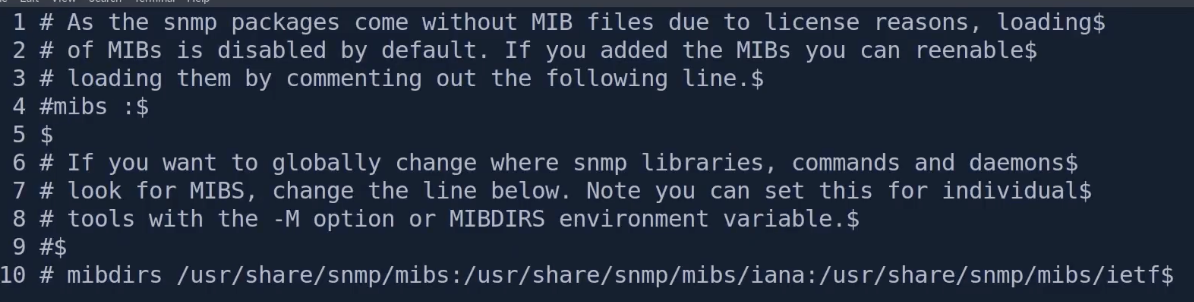 1 # As the snmp packages come without MIB files due to license reasons, loading$
2 # of MIBs is disabled by default. If you added the MIBs you can reenable$
3 # loading them by commenting out the following line.$
4 #mibs :$
5 $
6 # If you want to globally change where snmp libraries, commands and daemons$
7 # look for MIBS, change the line below. Note you can set this for individual$
8 # tools with the -M option or MIBDIRS environment variable.$
9 #$
10 # mibdirs /usr/share/snmp/mibs:/usr/share/snmp/mibs/iana:/usr/share/snmp/mibs/ietf$